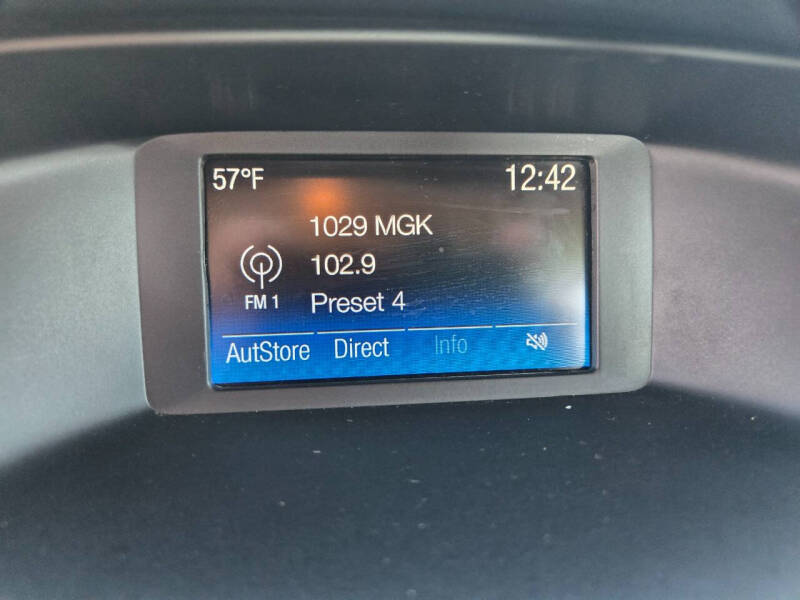 57°F 12:42
1029 MGK
102.9
FM 1 Preset 4
AutStore Direct Info